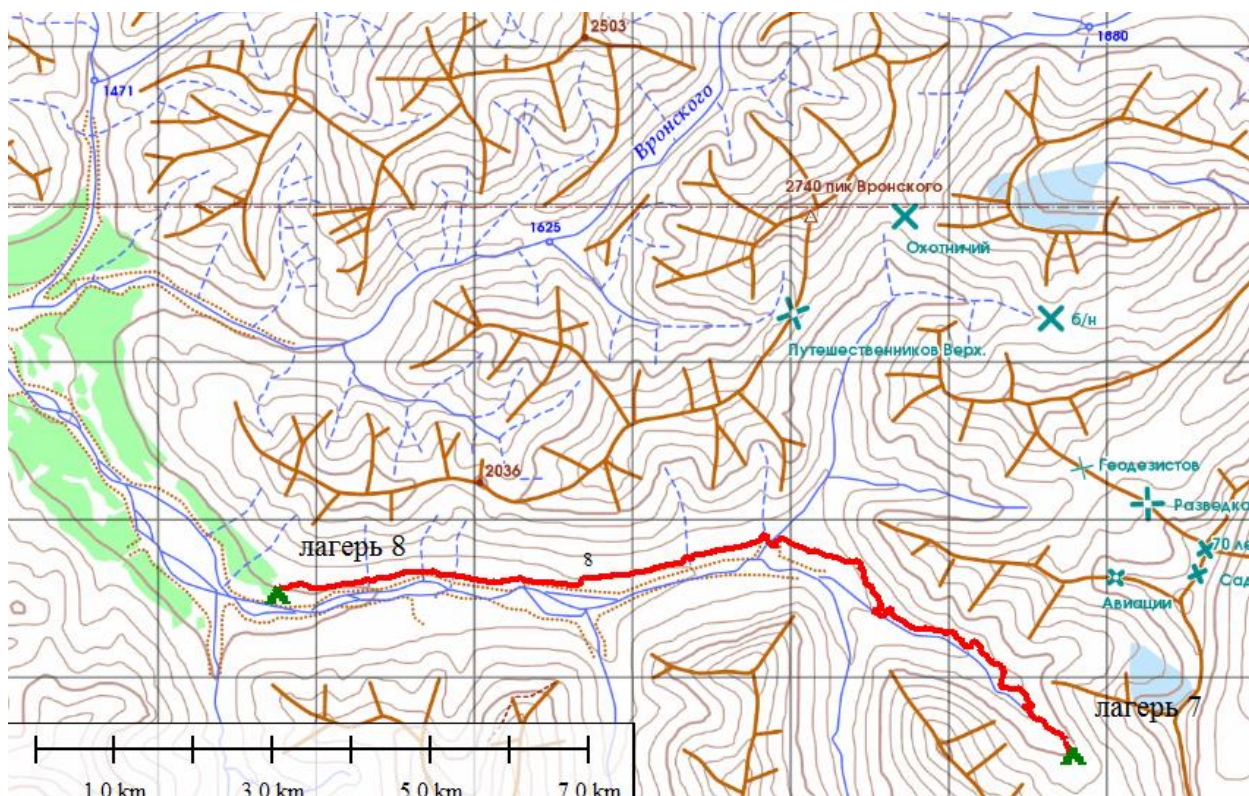 2503
1880
1471
Вронского
2740 пик Вронского
1625
Охотничий
б/н
Путешественников Верх.
Геодезистов
2036
Разведка
70 ле
лагерь 8
8
Сад
Авиации
лагерь 7
1.0 km
3.0 km
5.0 km
7.0 km